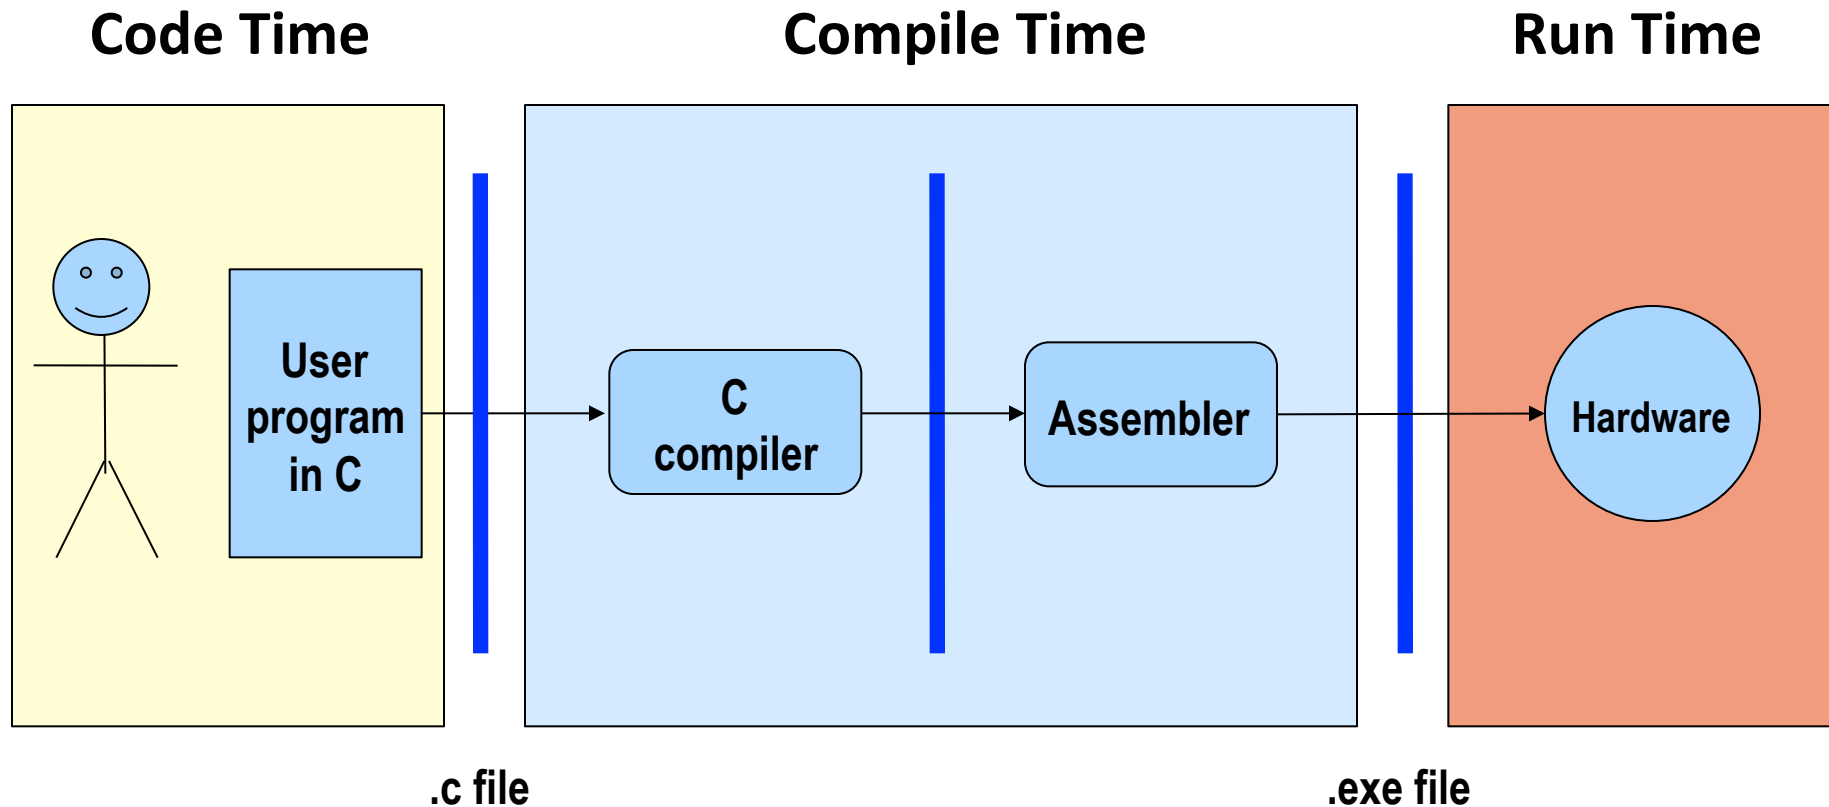 Code Time
Compile Time
Run Time
User
program
in C
C
compiler
Assembler
Hardware
.c file
.exe file